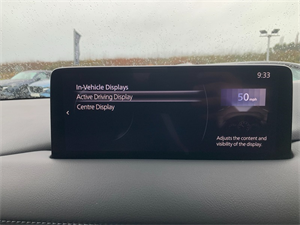 9:33
In-Vehicle Displays
Active Driving Display
50 mph
Centre Display
Adjusts the content and
visibility of the display.